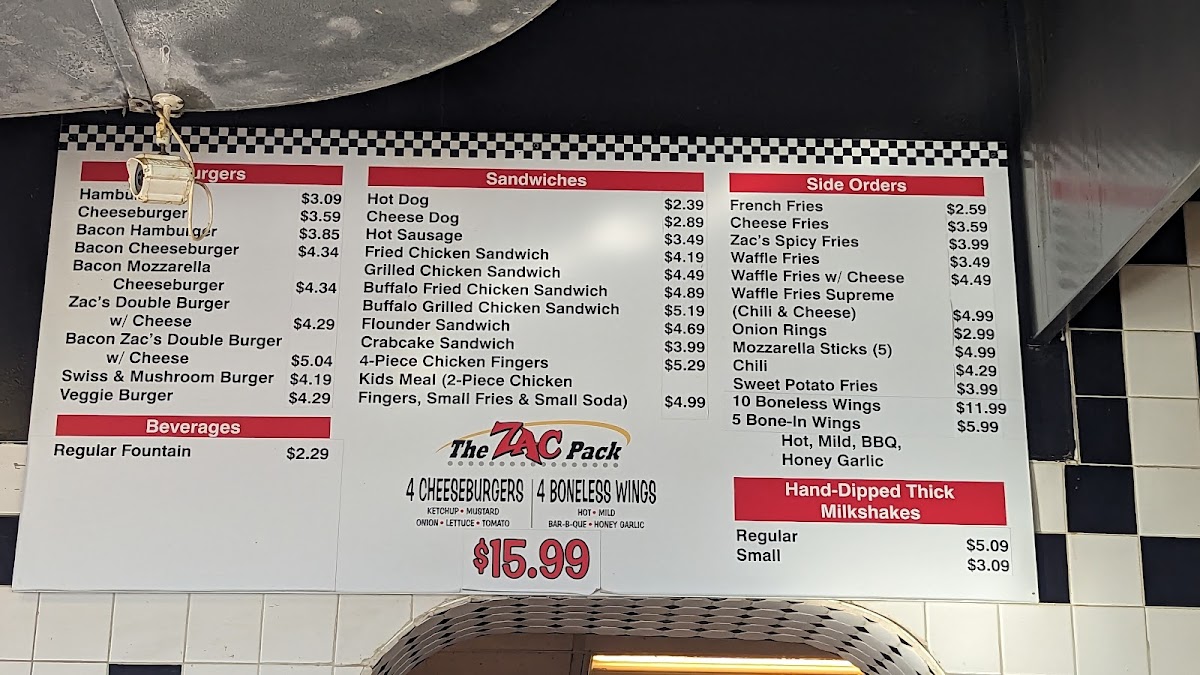 urgers
Hambu $3.09
Cheeseburger $3.59
Bacon Hamburger $3.85
Bacon Cheeseburger $4.34
Bacon Mozzarella
Cheeseburger $4.34
Zac's Double Burger
w/ Cheese $4.29
Bacon Zac's Double Burger
w/ Cheese $5.04
Swiss & Mushroom Burger $4.19
Veggie Burger $4.29
Beverages
Regular Fountain $2.29
Sandwiches
Hot Dog $2.39
Cheese Dog $2.89
Hot Sausage $3.49
Fried Chicken Sandwich $4.19
Grilled Chicken Sandwich $4.49
Buffalo Fried Chicken Sandwich $4.89
Buffalo Grilled Chicken Sandwich $5.19
Flounder Sandwich $4.69
Crabcake Sandwich $3.99
4-Piece Chicken Fingers $5.29
Kids Meal (2-Piece Chicken
Fingers, Small Fries & Small Soda) $4.99
The ZAC Pack
4 CHEESEBURGERS
KETCHUP • MUSTARD
ONION • LETTUCE • TOMATO
4 BONELESS WINGS
HOT • MILD
BAR-B-QUE • HONEY GARLIC
$15.99
Side Orders
French Fries $2.59
Cheese Fries $3.59
Zac's Spicy Fries $3.99
Waffle Fries $3.49
Waffle Fries w/ Cheese $4.49
Waffle Fries Supreme
(Chili & Cheese) $4.99
Onion Rings $2.99
Mozzarella Sticks (5) $4.99
Chili $4.29
Sweet Potato Fries $3.99
10 Boneless Wings $11.99
5 Bone-In Wings $5.99
Hot, Mild, BBQ,
Honey Garlic
Hand-Dipped Thick
Milkshakes
Regular $5.09
Small $3.09